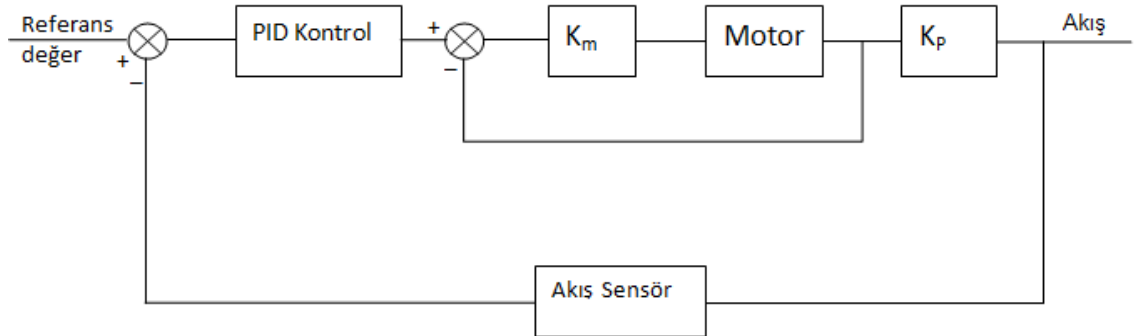 Referans
değer
+
−
PID Kontrol
+
−
Km
Motor
KP
Akış
Akış Sensör